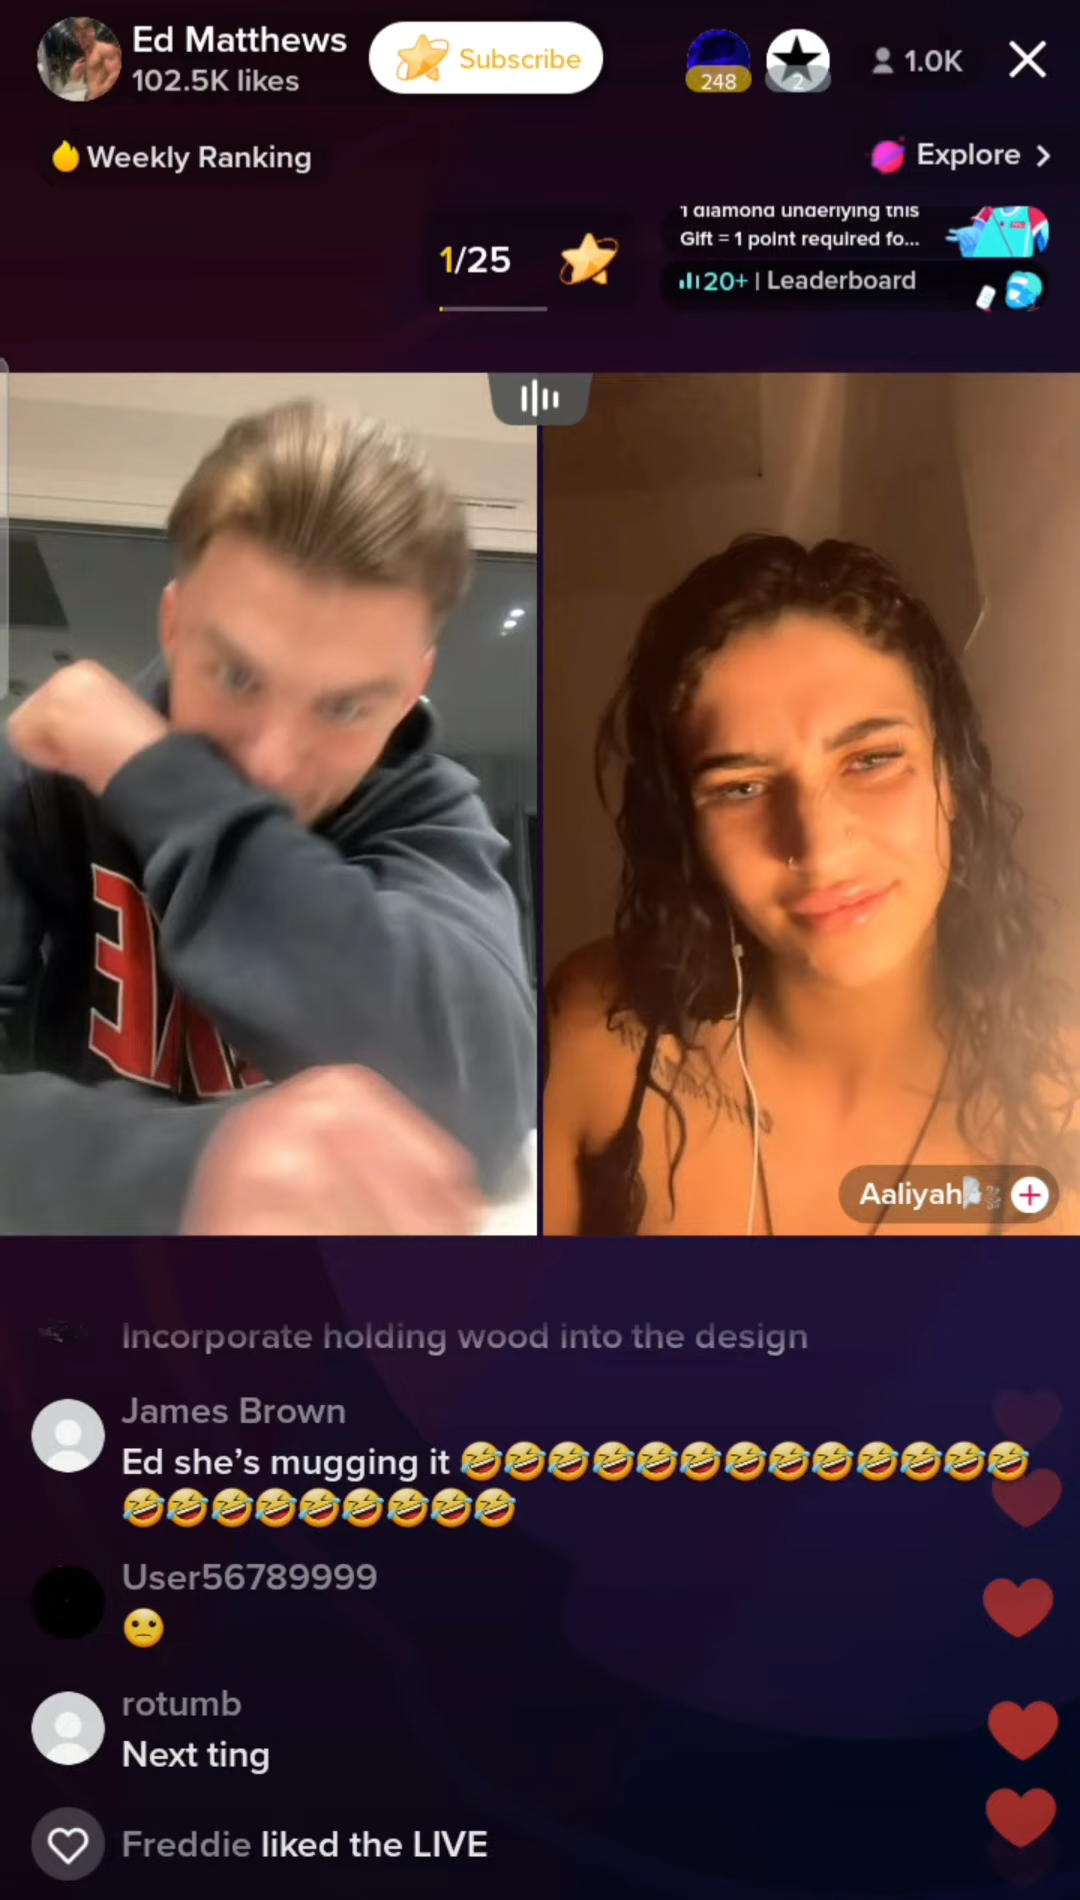 Ed Matthews
102.5K likes
Subscribe
248
2
1.0K
Weekly Ranking
Explore
1/25
1 diamond underlying this
Gift = 1 point required fo...
20+ | Leaderboard
Aaliyah
Incorporate holding wood into the design
James Brown
Ed she's mugging it 🤣🤣🤣🤣🤣🤣🤣🤣🤣🤣🤣🤣🤣
🤣🤣🤣🤣🤣🤣🤣🤣🤣
User56789999
🙁
rotumb
Next ting
Freddie liked the LIVE